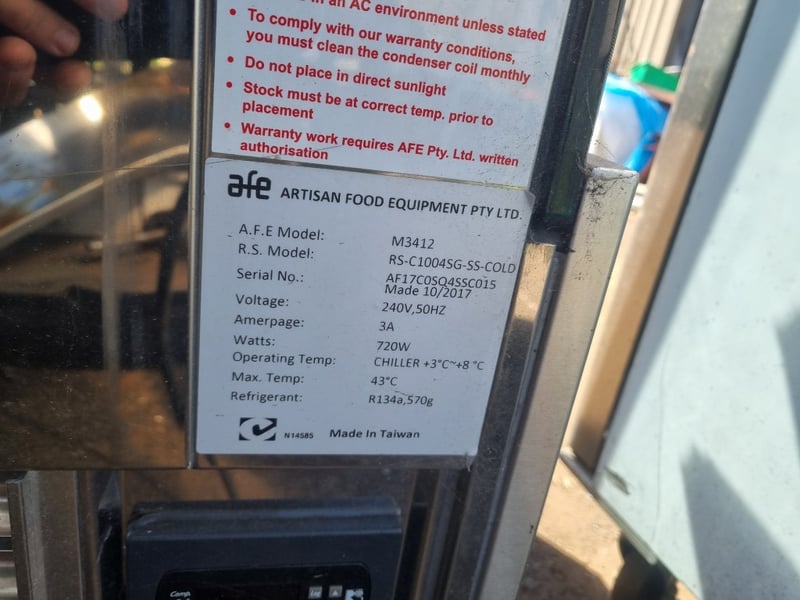 in an AC environment unless stated
• To comply with our warranty conditions,
you must clean the condenser coil monthly
• Do not place in direct sunlight
• Stock must be at correct temp. prior to
placement
• Warranty work requires AFE Pty. Ltd. written
authorisation
afe ARTISAN FOOD EQUIPMENT PTY LTD.
A.F.E Model: M3412
R.S. Model: RS-C1004SG-SS-COLD
Serial No.: AF17C0SQ4SSC015
Made 10/2017
Voltage: 240V,50HZ
Amerpage: 3A
Watts: 720W
Operating Temp: CHILLER +3°C~+8 °C
Max. Temp: 43°C
Refrigerant: R134a,570g
N14585 Made In Taiwan
Comp